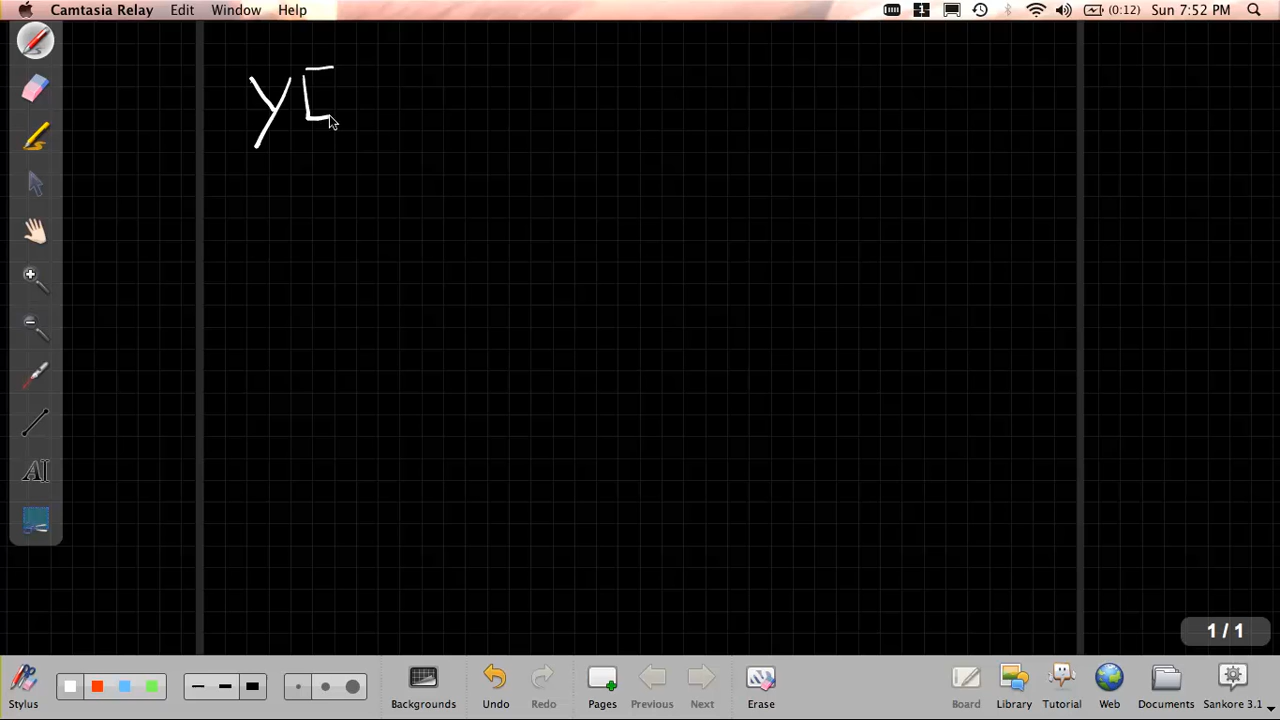 Camtasia Relay Edit Window Help (0:12) Sun 7:52 PM
y[
AI
1 / 1
Stylus Backgrounds Undo Redo Pages Previous Next Erase Board Library Tutorial Web Documents Sankore 3.1